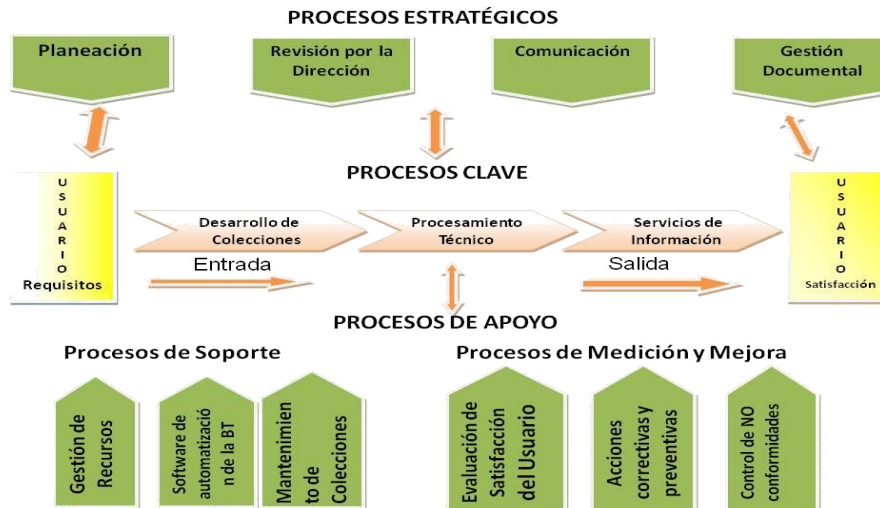 PROCESOS ESTRATÉGICOS
Planeación
Revisión por la
Dirección
Comunicación
Gestión
Documental
PROCESOS CLAVE
USUARIO
Requisitos
Desarrollo de
Colecciones
Procesamiento
Técnico
Servicios de
Información
USUARIO
Satisfacción
Entrada
Salida
PROCESOS DE APOYO
Procesos de Soporte
Procesos de Medición y Mejora
Gestión de
Recursos
Software de
automatizació
n de la BT
Mantenimien
to de
Colecciones
Evaluación de
Satisfacción
del Usuario
Acciones
correctivas y
preventivas
Control de NO
conformidades